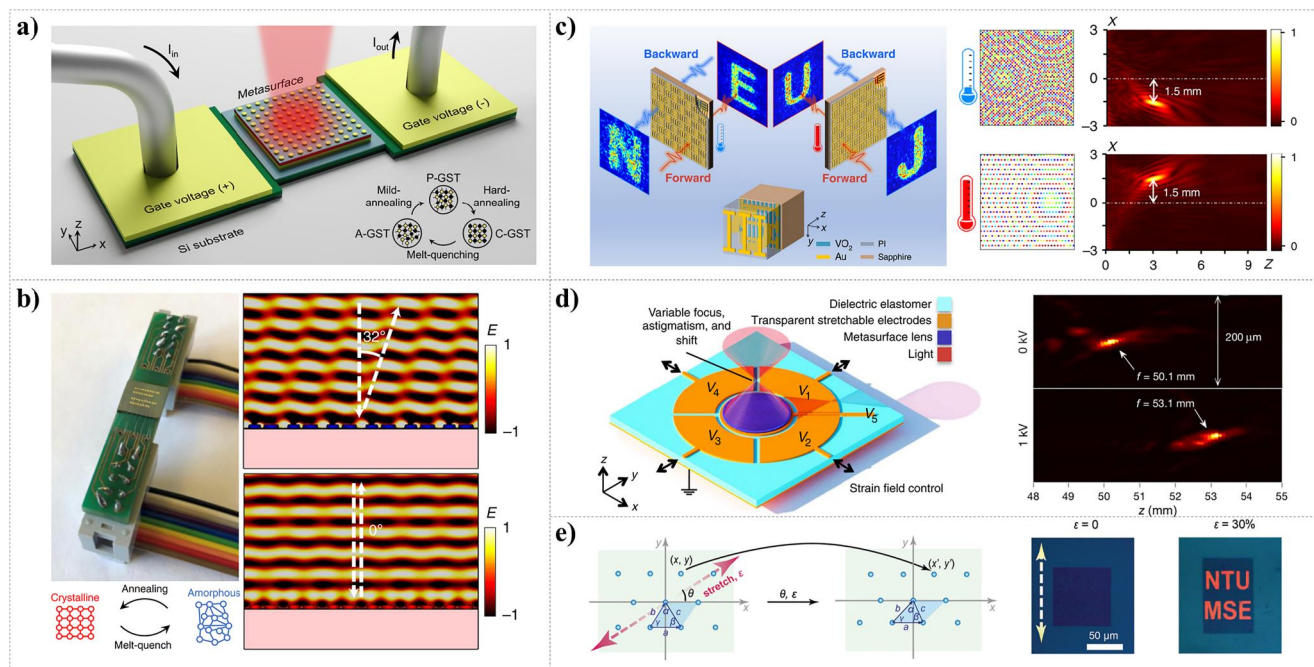 a)
I_in
I_out
Metasurface
Gate voltage (-)
Gate voltage (+)
Si substrate
z
y
x
P-GST
Mild-
annealing
Hard-
annealing
A-GST
C-GST
Melt-quenching
b)
32°
E
1
−1
0°
E
1
−1
Annealing
Crystalline
Amorphous
Melt-quench
c)
Backward
Backward
E
U
N
J
Forward
Forward
z
x
y
VO₂
PI
Au
Sapphire
X
3
0
−3
1.5 mm
1
0
X
3
0
−3
1.5 mm
1
0
0
3
6
9
Z
d)
Dielectric elastomer
Transparent stretchable electrodes
Metasurface lens
Light
Variable focus,
astigmatism, and
shift
V₄
V₁
V₅
V₃
V₂
Strain field control
z
y
x
0 kV
1 kV
200 μm
f = 50.1 mm
f = 53.1 mm
48
49
50
51
52
53
54
55
z (mm)
e)
y
(x, y)
stretch, ε
θ
x
b
α
c
γ
β
a
θ, ε
y
(x', y')
x
b
α
c
γ
β
a
ε = 0
50 μm
ε = 30%
NTU
MSE